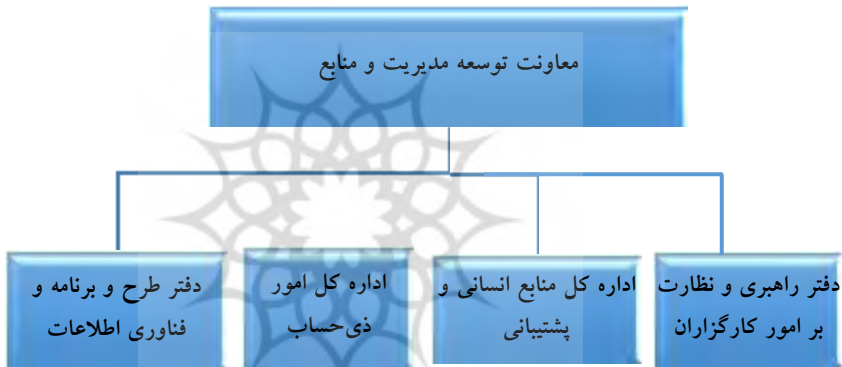 معاونت توسعه مدیریت و منابع
دفتر راهبری و نظارت
بر امور کارگزاران
اداره کل منابع انسانی و
پشتیبانی
اداره کل امور
ذی‌حساب
دفتر طرح و برنامه و
فناوری اطلاعات